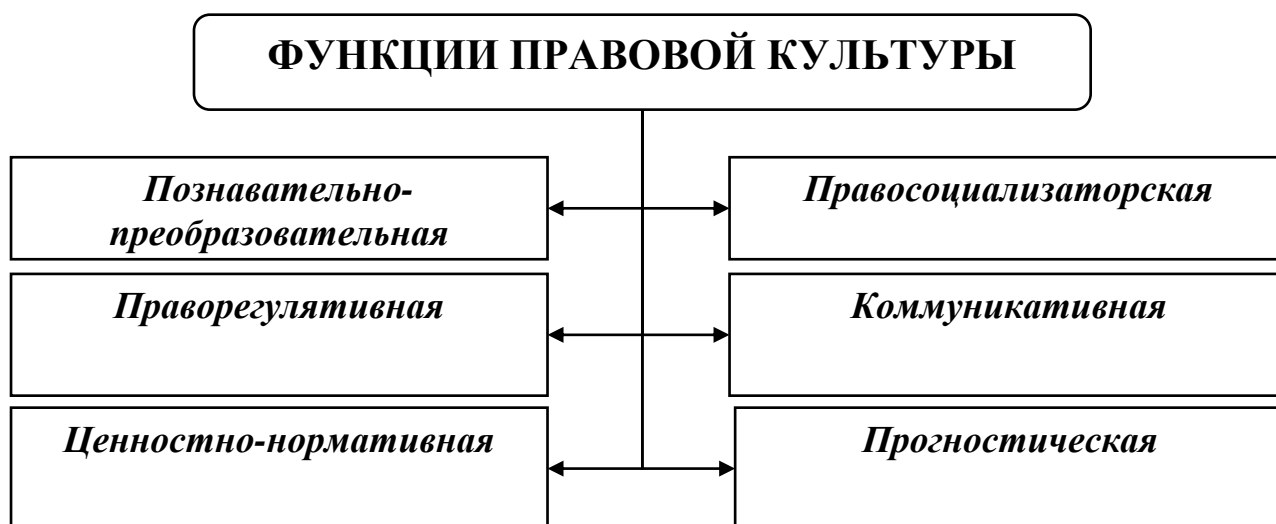 ФУНКЦИИ ПРАВОВОЙ КУЛЬТУРЫ
Познавательно-
преобразовательная
Правосоциализаторская
Праворегулятивная
Коммуникативная
Ценностно-нормативная
Прогностическая